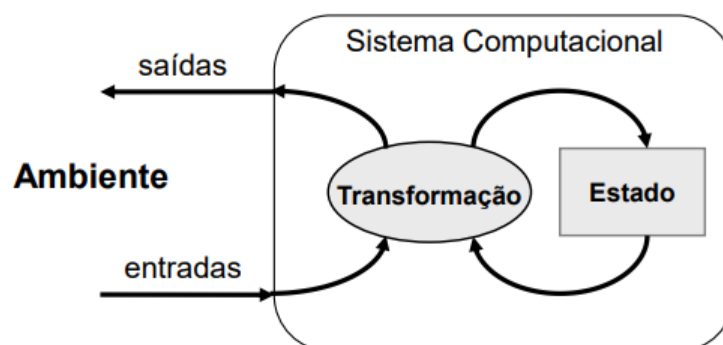 Sistema Computacional
saídas
Ambiente
Transformação
Estado
entradas